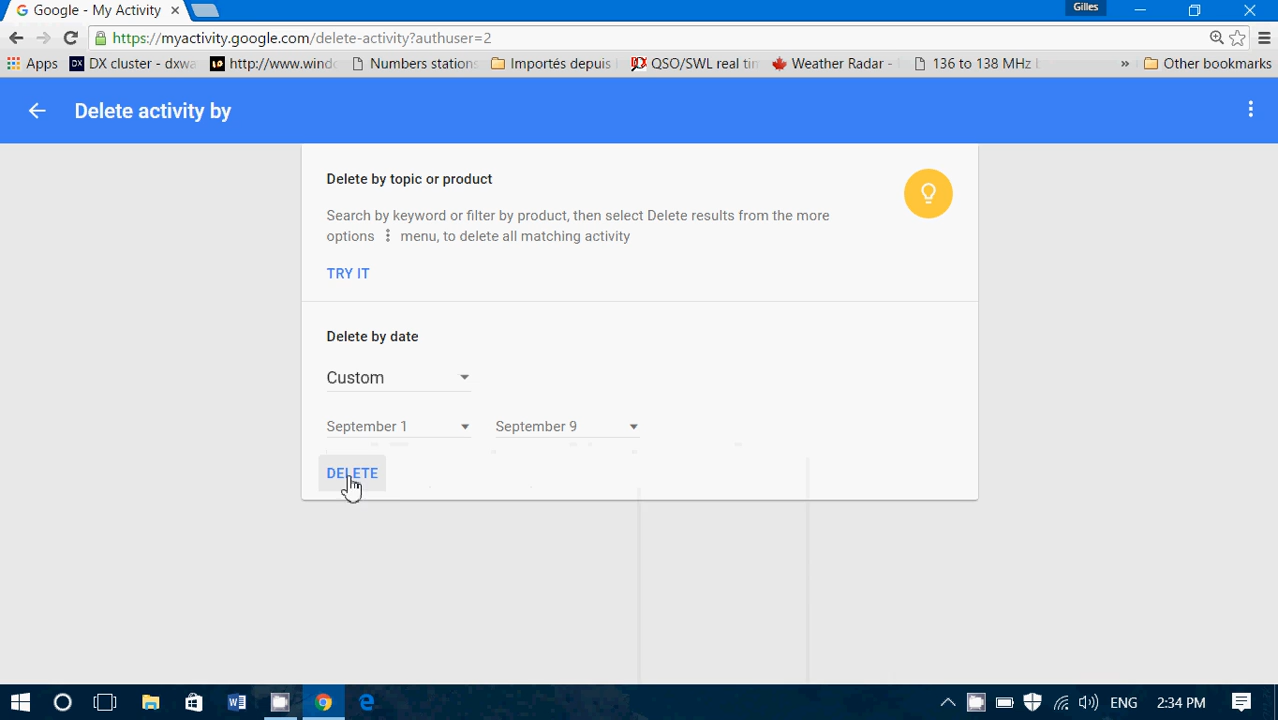 Google - My Activity
Gilles
https://myactivity.google.com/delete-activity?authuser=2
Apps DX cluster - dxwa http://www.windo Numbers stations Importés depuis QSO/SWL real tim Weather Radar - 136 to 138 MHz » Other bookmarks
Delete activity by
Delete by topic or product
Search by keyword or filter by product, then select Delete results from the more
options menu, to delete all matching activity
TRY IT
Delete by date
Custom
September 1 September 9
DELETE
ENG 2:34 PM